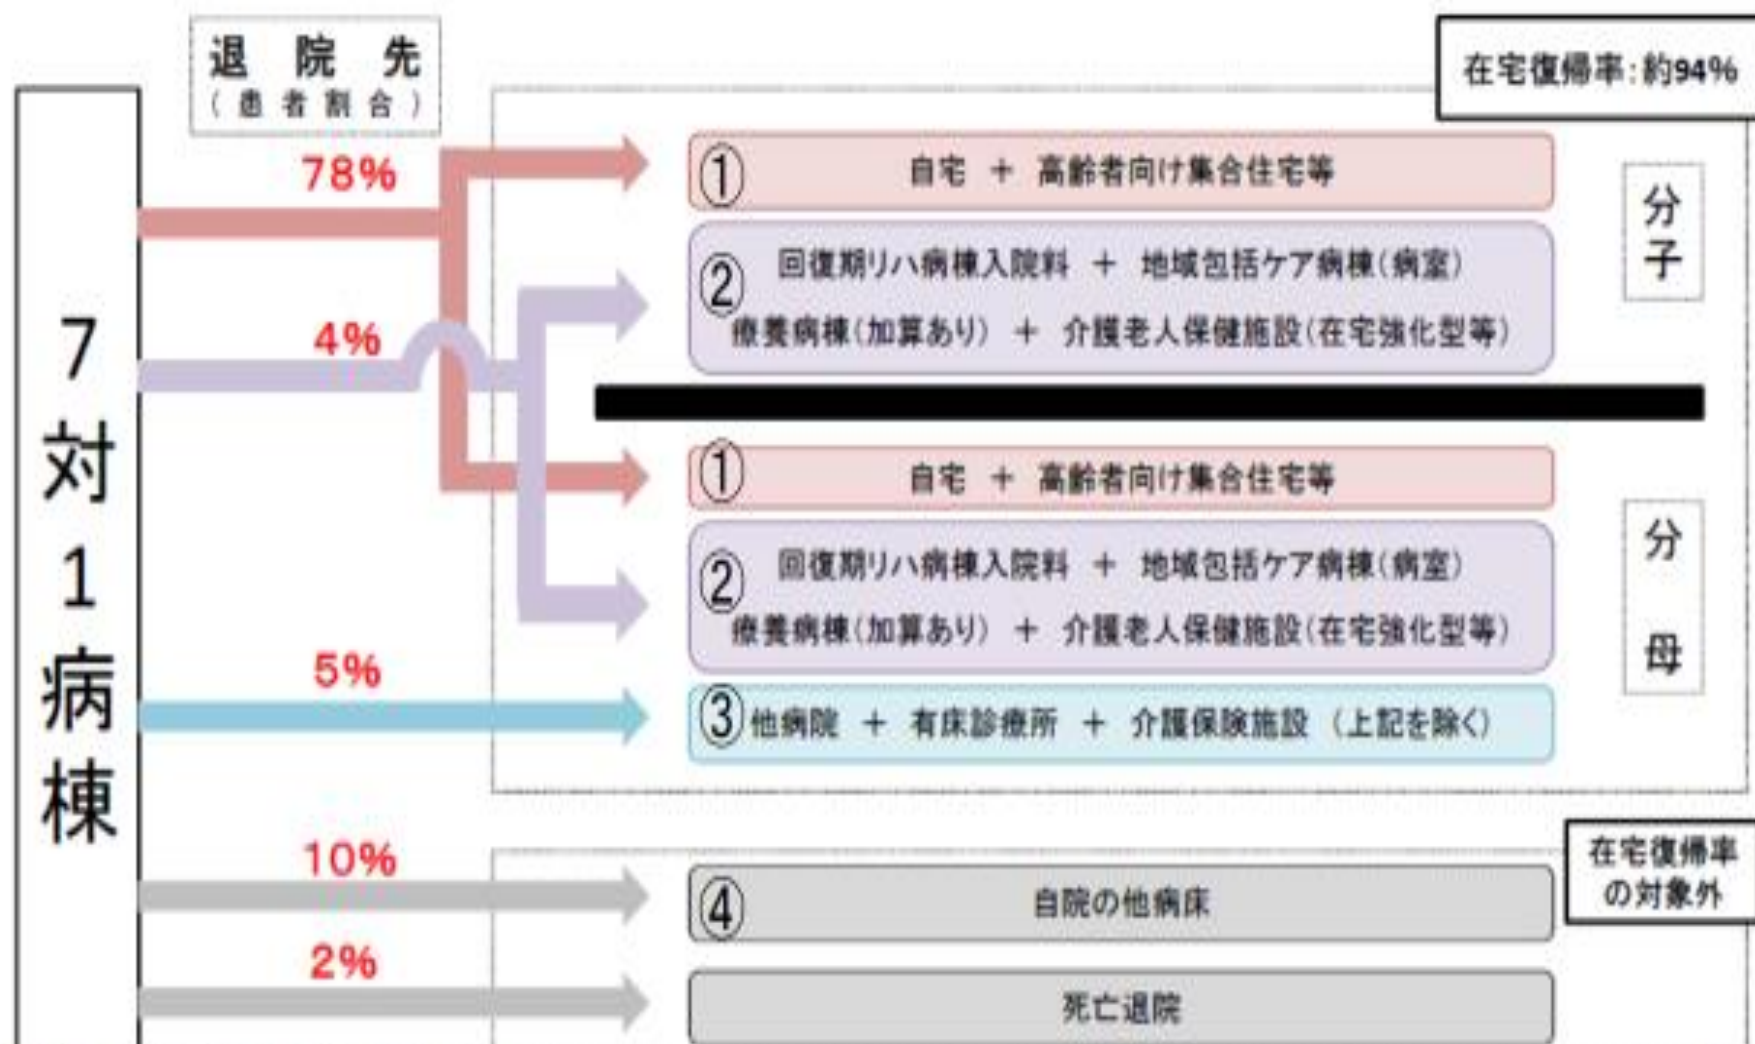 退院先
（患者割合）
在宅復帰率：約94%
7対1病棟
78%
① 自宅 ＋ 高齢者向け集合住宅等
分子
4%
② 回復期リハ病棟入院料 ＋ 地域包括ケア病棟（病室）
療養病棟（加算あり） ＋ 介護老人保健施設（在宅強化型等）
① 自宅 ＋ 高齢者向け集合住宅等
分母
② 回復期リハ病棟入院料 ＋ 地域包括ケア病棟（病室）
療養病棟（加算あり） ＋ 介護老人保健施設（在宅強化型等）
5%
③ 他病院 ＋ 有床診療所 ＋ 介護保険施設 （上記を除く）
在宅復帰率
の対象外
10%
④ 自院の他病床
2%
死亡退院